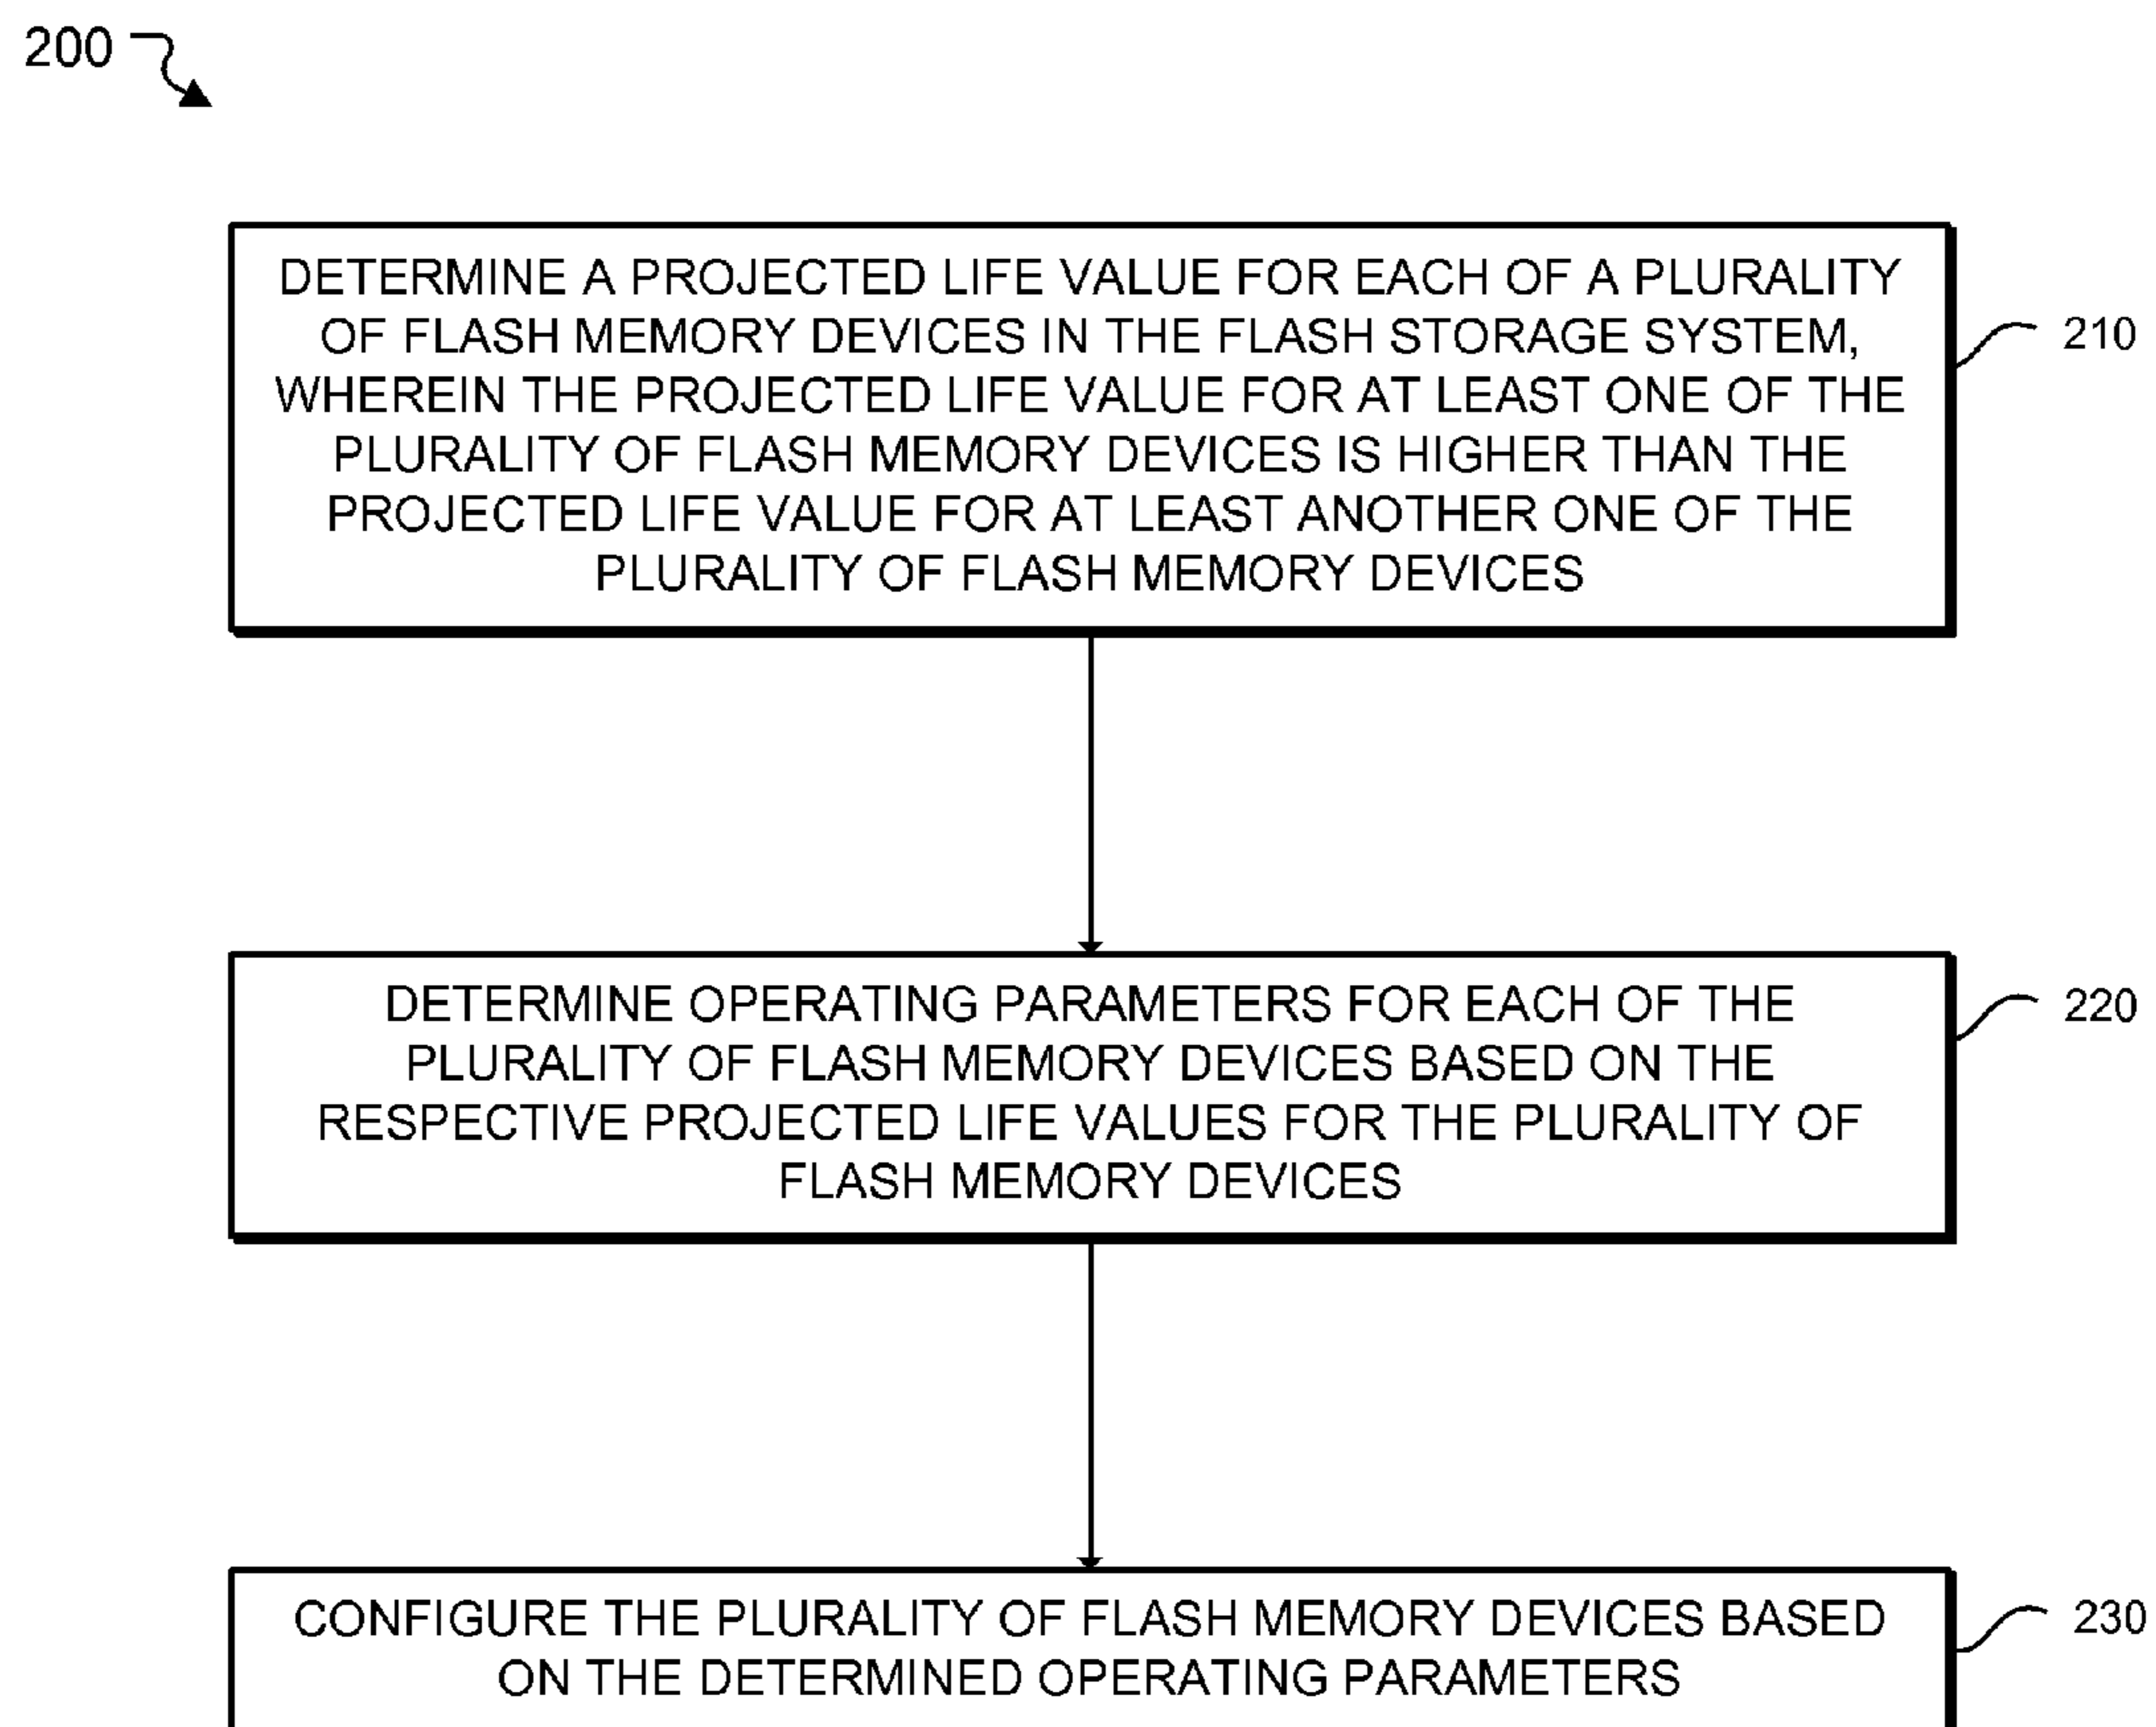 200
DETERMINE A PROJECTED LIFE VALUE FOR EACH OF A PLURALITY
OF FLASH MEMORY DEVICES IN THE FLASH STORAGE SYSTEM,
WHEREIN THE PROJECTED LIFE VALUE FOR AT LEAST ONE OF THE
PLURALITY OF FLASH MEMORY DEVICES IS HIGHER THAN THE
PROJECTED LIFE VALUE FOR AT LEAST ANOTHER ONE OF THE
PLURALITY OF FLASH MEMORY DEVICES
210
DETERMINE OPERATING PARAMETERS FOR EACH OF THE
PLURALITY OF FLASH MEMORY DEVICES BASED ON THE
RESPECTIVE PROJECTED LIFE VALUES FOR THE PLURALITY OF
FLASH MEMORY DEVICES
220
CONFIGURE THE PLURALITY OF FLASH MEMORY DEVICES BASED
ON THE DETERMINED OPERATING PARAMETERS
230